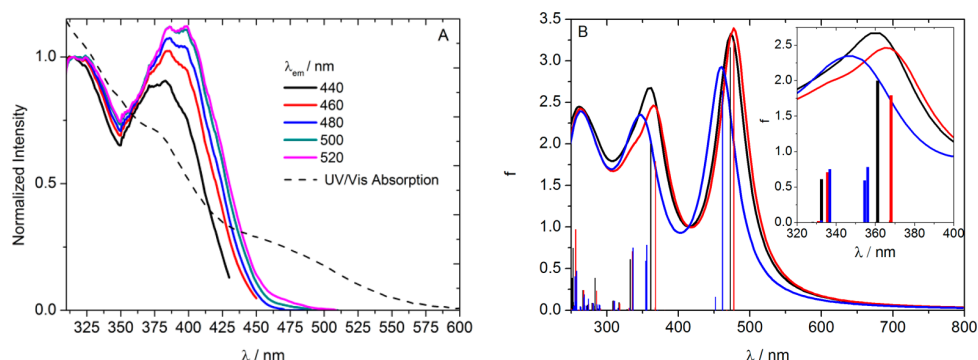 A
1.0
0.5
0.0
Normalized Intensity
λem / nm
440
460
480
500
520
UV/Vis Absorption
325 350 375 400 425 450 475 500 525 550 575 600
λ / nm
B
3.5
3.0
2.5
2.0
1.5
1.0
0.5
0.0
f
300 400 500 600 700 800
λ / nm
2.5
2.0
1.5
1.0
0.5
0.0
f
320 340 360 380 400
λ / nm